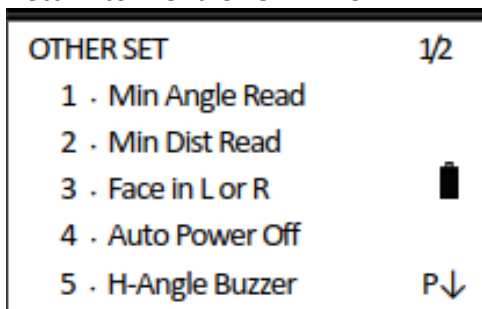 OTHER SET 1/2
1 . Min Angle Read
2 . Min Dist Read
3 . Face in L or R
4 . Auto Power Off
5 . H-Angle Buzzer P↓